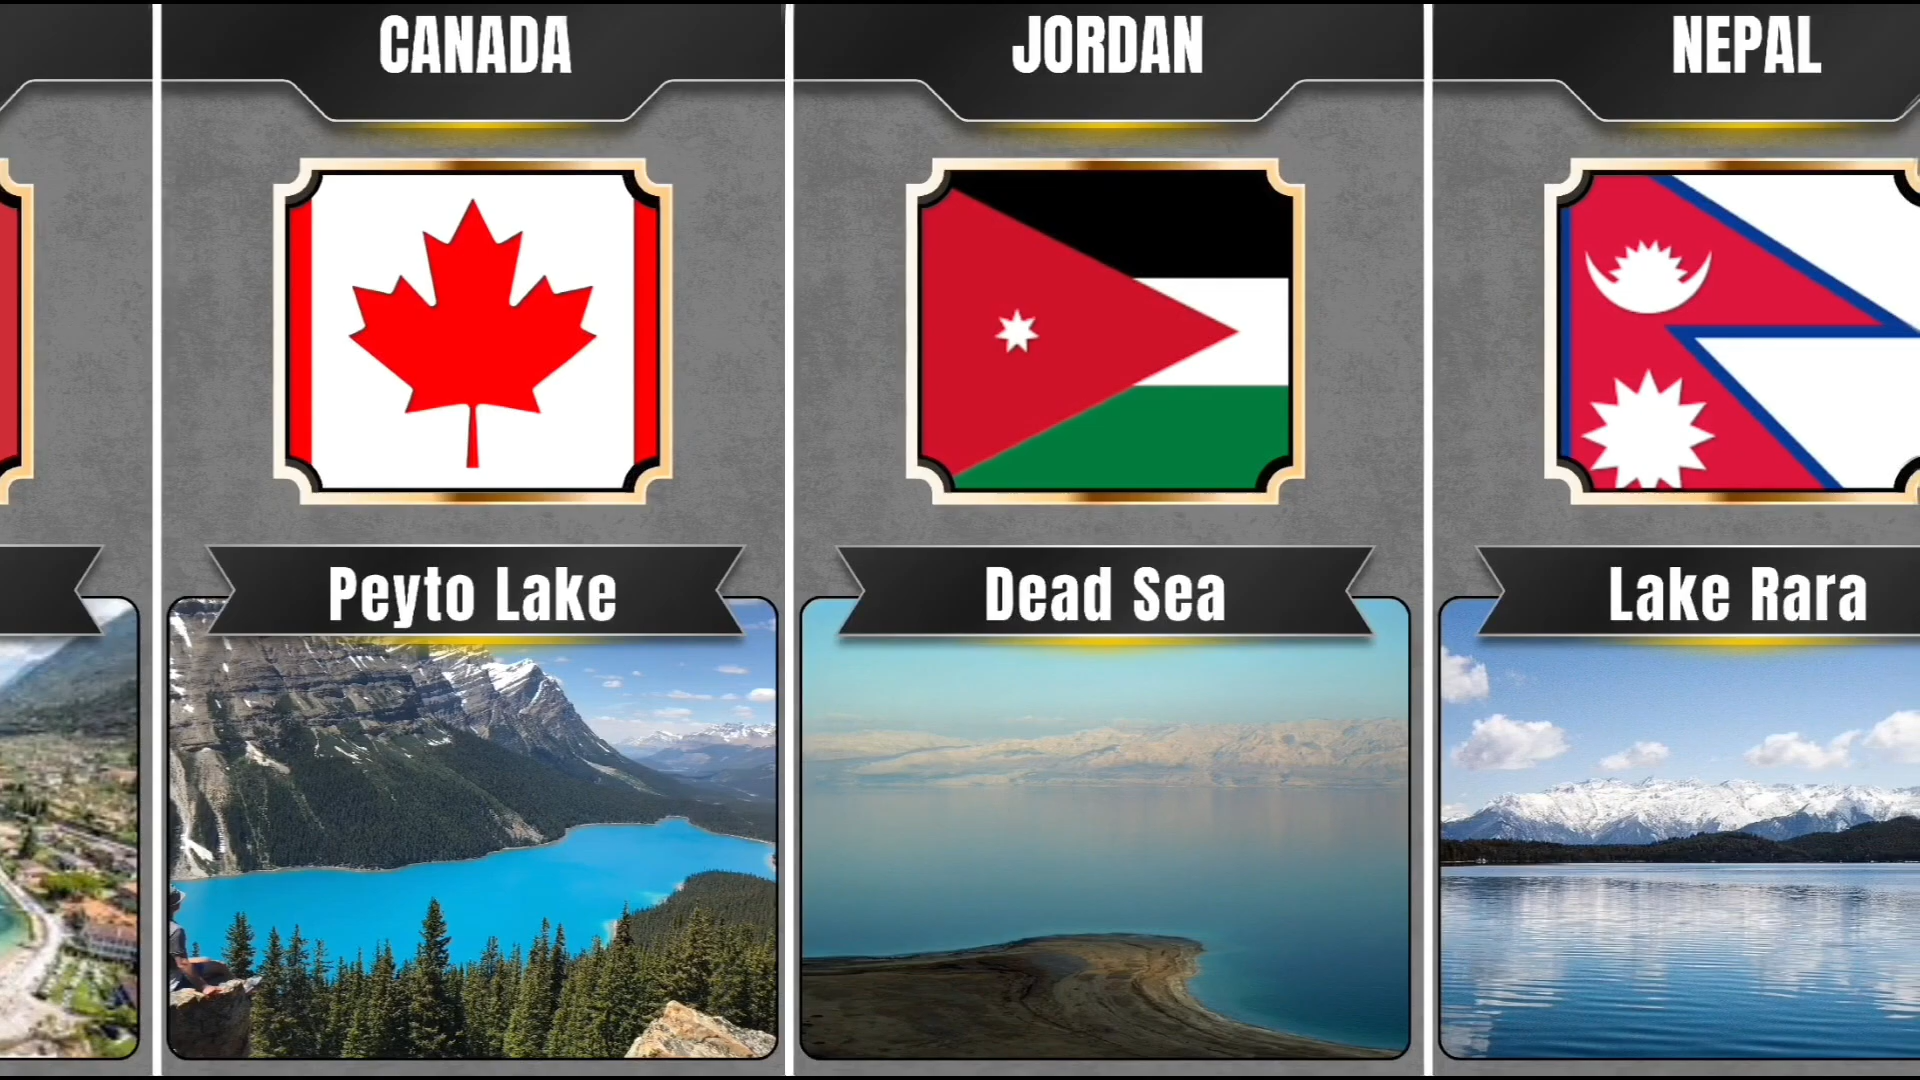 CANADA
JORDAN
NEPAL
Peyto Lake
Dead Sea
Lake Rara